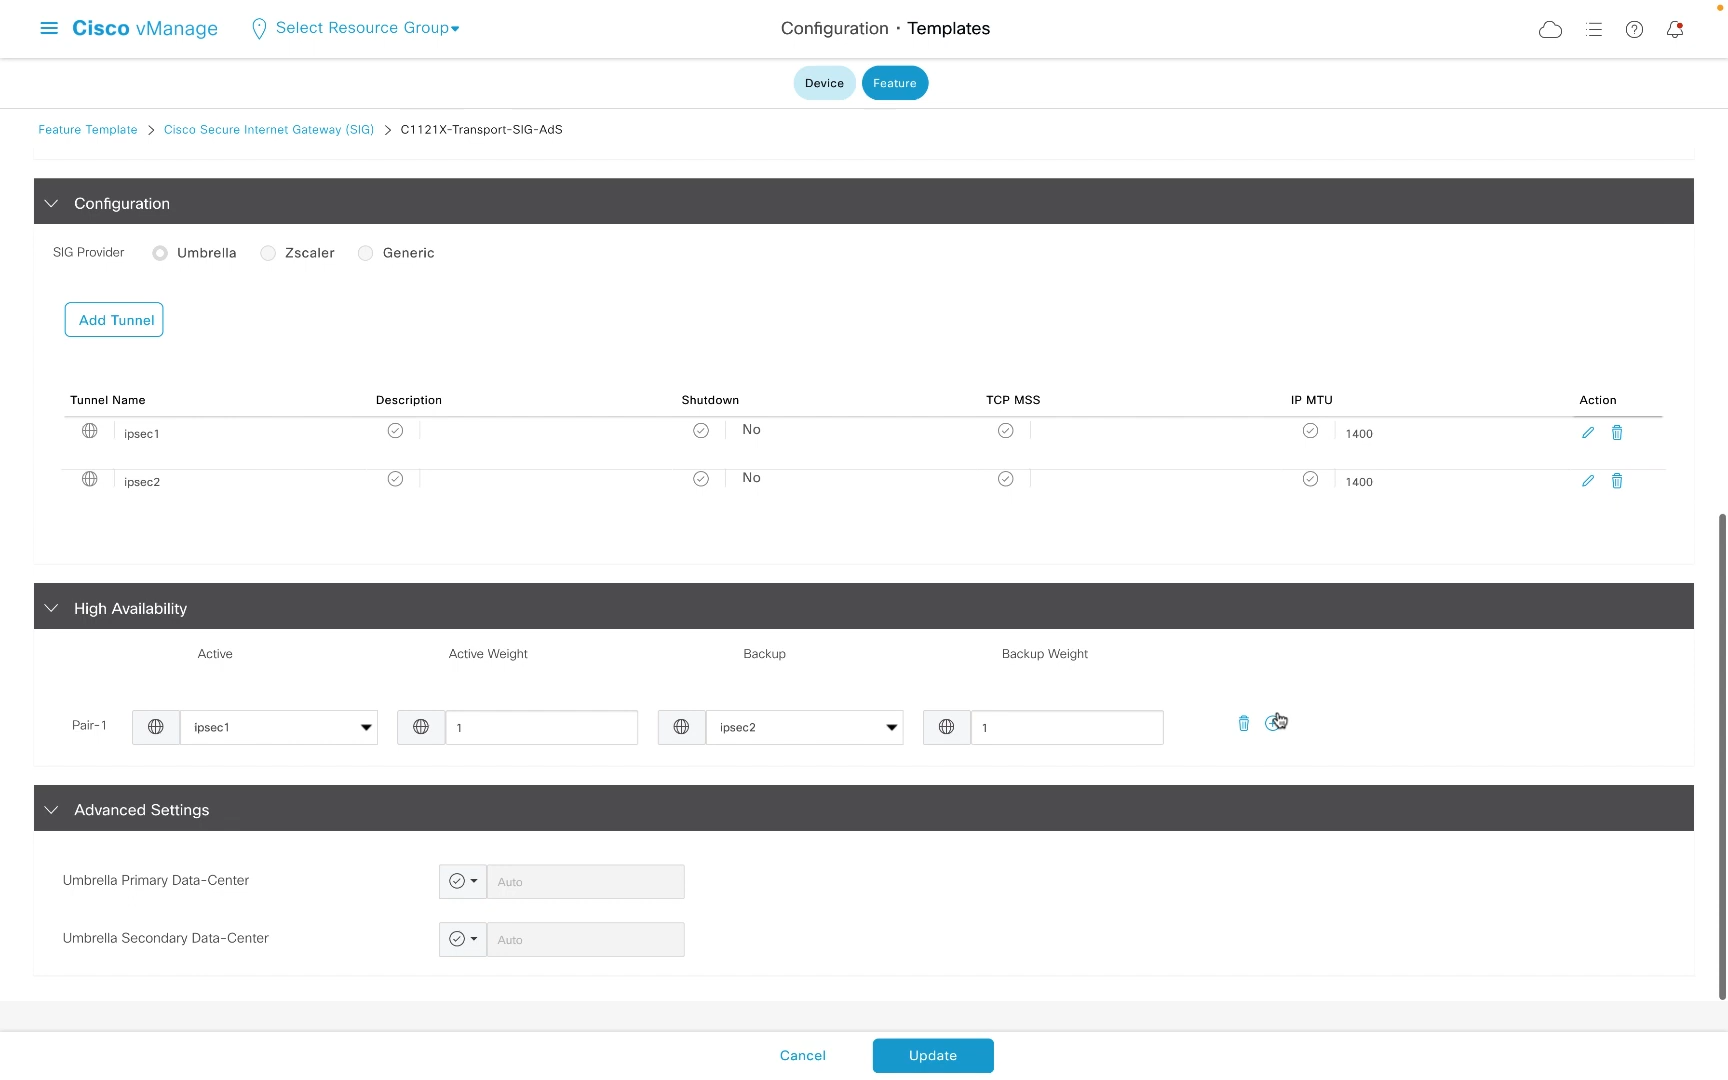 Cisco vManage Select Resource Group Configuration · Templates
Device Feature
Feature Template > Cisco Secure Internet Gateway (SIG) > C1121X-Transport-SIG-AdS
Configuration
SIG Provider Umbrella Zscaler Generic
Add Tunnel
Tunnel Name Description Shutdown TCP MSS IP MTU Action
ipsec1 No 1400
ipsec2 No 1400
High Availability
Active Active Weight Backup Backup Weight
Pair-1 ipsec1 1 ipsec2 1
Advanced Settings
Umbrella Primary Data-Center Auto
Umbrella Secondary Data-Center Auto
Cancel Update